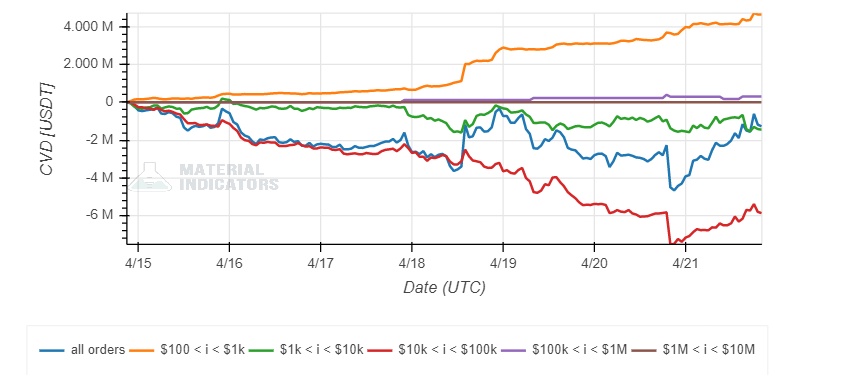 4.000 M
2.000 M
0
-2 M
-4 M
-6 M
CVD [USDT]
MATERIAL
INDICATORS
4/15 4/16 4/17 4/18 4/19 4/20 4/21
Date (UTC)
all orders $100 < i < $1k $1k < i < $10k $10k < i < $100k $100k < i < $1M $1M < i < $10M